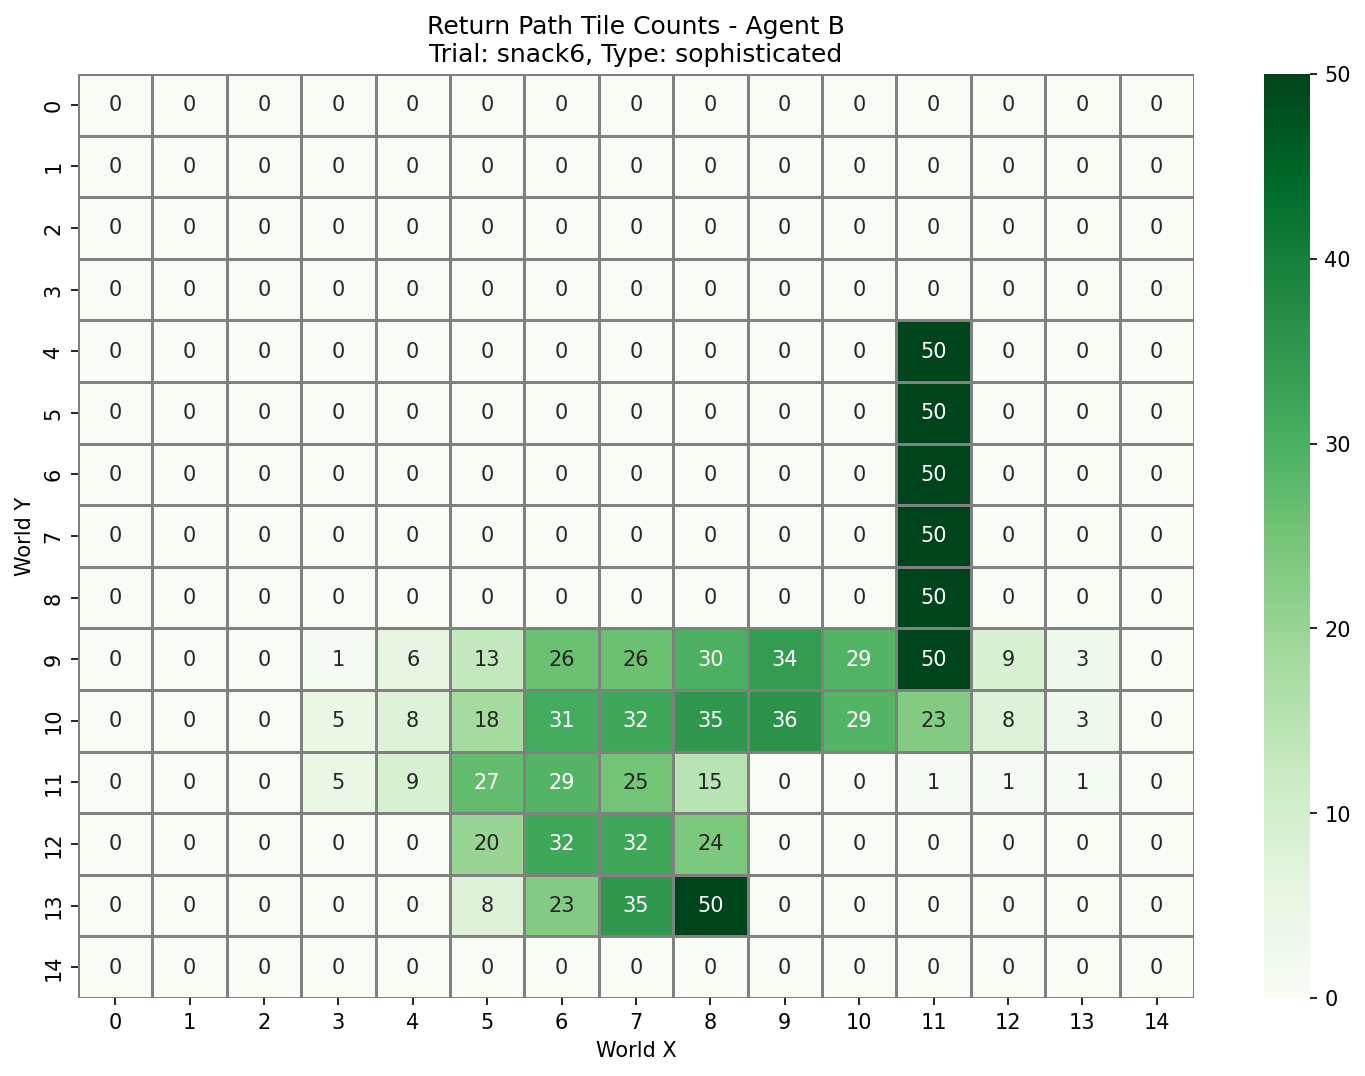 Return Path Tile Counts - Agent B
Trial: snack6, Type: sophisticated
World Y
0 0 0 0 0 0 0 0 0 0 0 0 0 0 0 0
1 0 0 0 0 0 0 0 0 0 0 0 0 0 0 0
2 0 0 0 0 0 0 0 0 0 0 0 0 0 0 0
3 0 0 0 0 0 0 0 0 0 0 0 0 0 0 0
4 0 0 0 0 0 0 0 0 0 0 0 50 0 0 0
5 0 0 0 0 0 0 0 0 0 0 0 50 0 0 0
6 0 0 0 0 0 0 0 0 0 0 0 50 0 0 0
7 0 0 0 0 0 0 0 0 0 0 0 50 0 0 0
8 0 0 0 0 0 0 0 0 0 0 0 50 0 0 0
9 0 0 0 1 6 13 26 26 30 34 29 50 9 3 0
10 0 0 0 5 8 18 31 32 35 36 29 23 8 3 0
11 0 0 0 5 9 27 29 25 15 0 0 1 1 1 0
12 0 0 0 0 0 20 32 32 24 0 0 0 0 0 0
13 0 0 0 0 0 8 23 35 50 0 0 0 0 0 0
14 0 0 0 0 0 0 0 0 0 0 0 0 0 0 0
0 1 2 3 4 5 6 7 8 9 10 11 12 13 14
World X
50
40
30
20
10
0